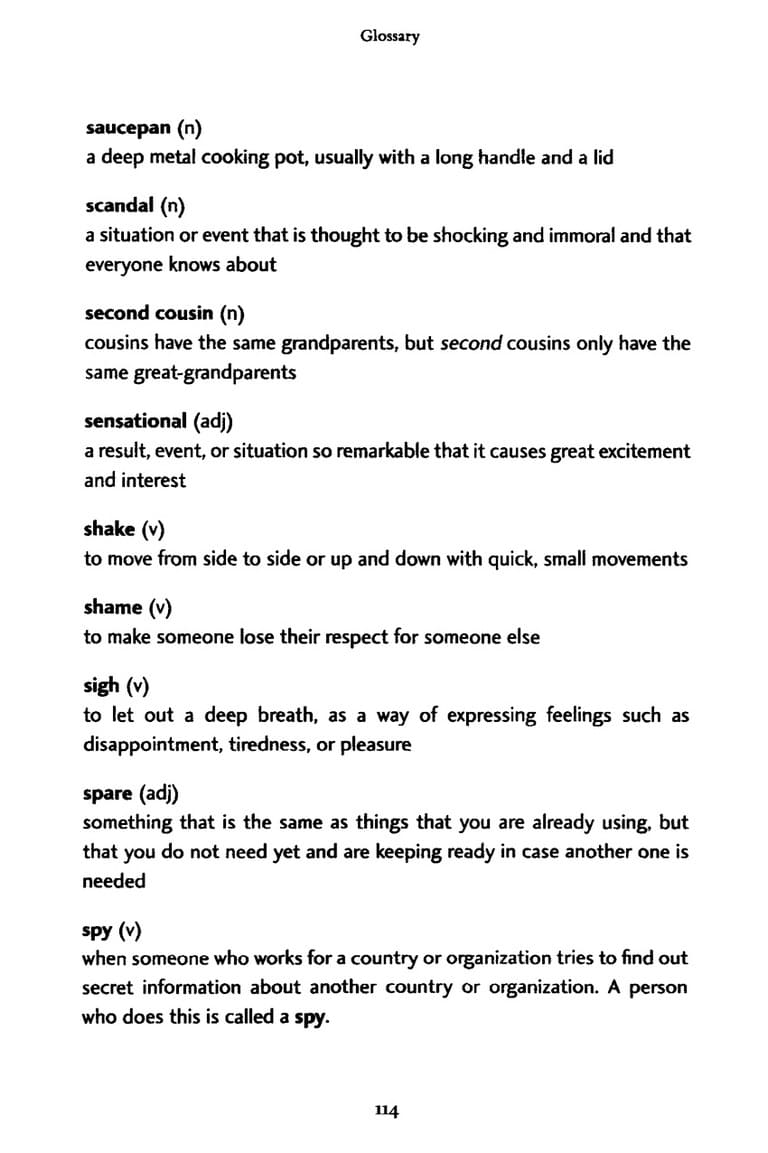 Glossary
saucepan (n)
a deep metal cooking pot, usually with a long handle and a lid
scandal (n)
a situation or event that is thought to be shocking and immoral and that
everyone knows about
second cousin (n)
cousins have the same grandparents, but second cousins only have the
same great-grandparents
sensational (adj)
a result, event, or situation so remarkable that it causes great excitement
and interest
shake (v)
to move from side to side or up and down with quick, small movements
shame (v)
to make someone lose their respect for someone else
sigh (v)
to let out a deep breath, as a way of expressing feelings such as
disappointment, tiredness, or pleasure
spare (adj)
something that is the same as things that you are already using, but
that you do not need yet and are keeping ready in case another one is
needed
spy (v)
when someone who works for a country or organization tries to find out
secret information about another country or organization. A person
who does this is called a spy.
114